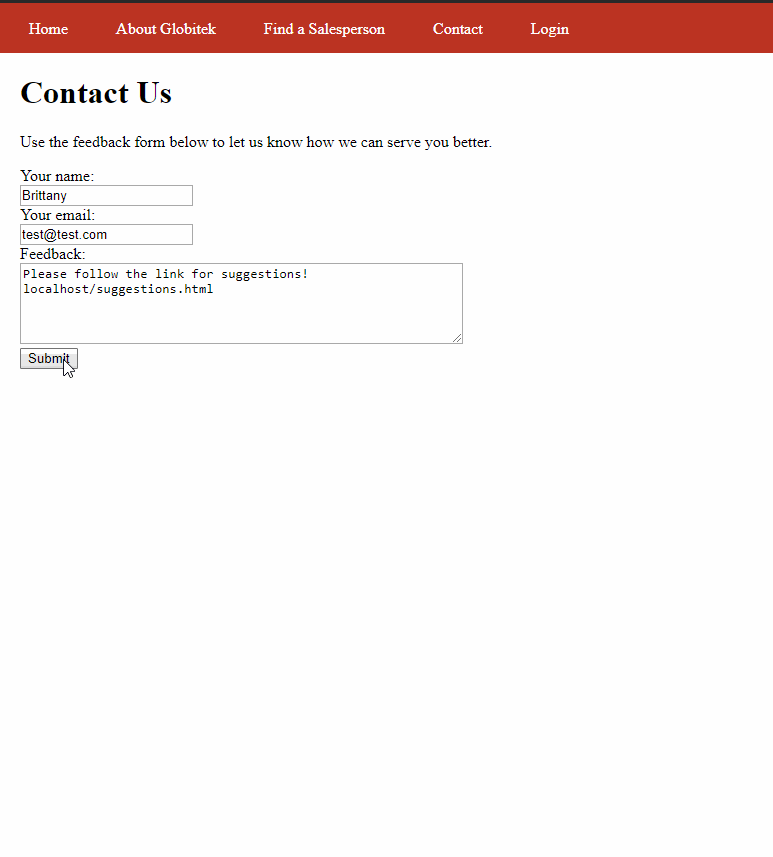 Home About Globitek Find a Salesperson Contact Login
Contact Us
Use the feedback form below to let us know how we can serve you better.
Your name:
Brittany
Your email:
test@test.com
Feedback:
Please follow the link for suggestions!
localhost/suggestions.html
Submit